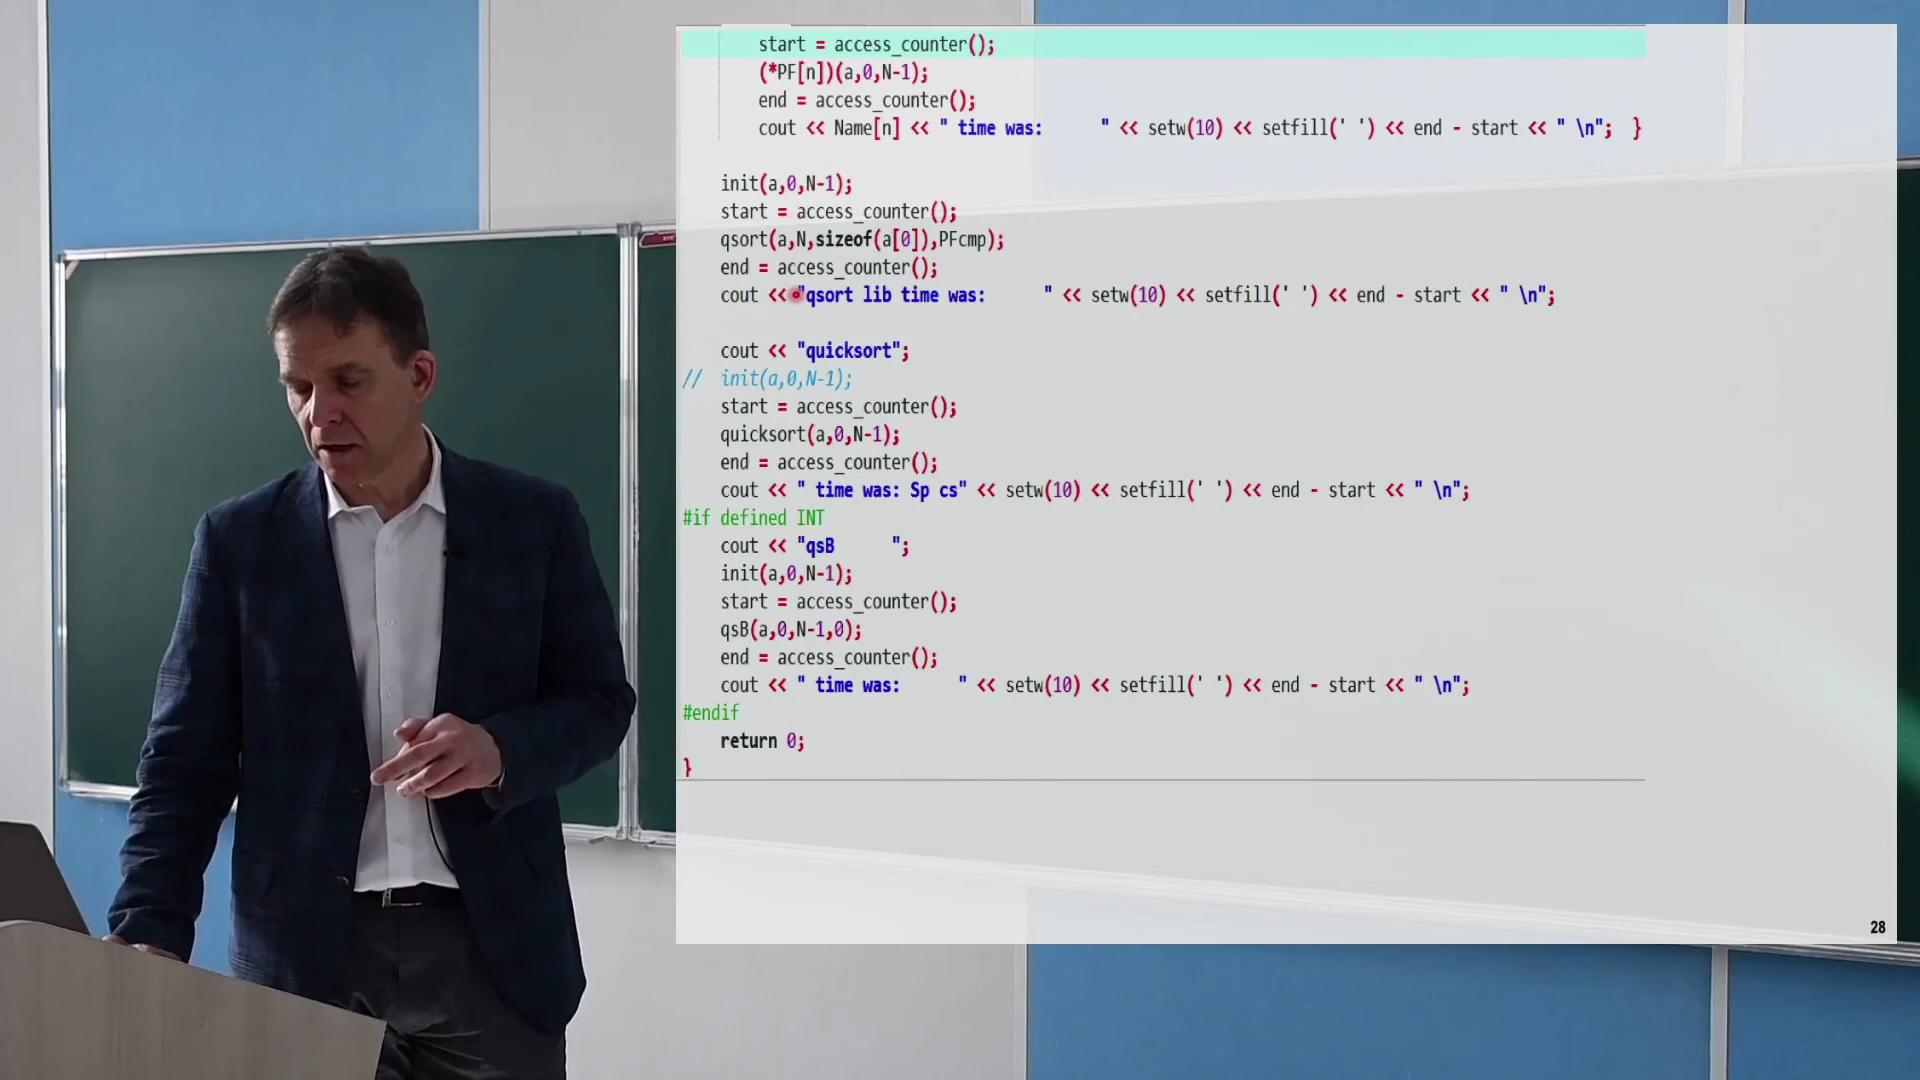 start = access_counter();
(*PF[n])(a,0,N-1);
end = access_counter();
cout << Name[n] << " time was:      " << setw(10) << setfill(' ') << end - start << " \n";  }
init(a,0,N-1);
start = access_counter();
qsort(a,N,sizeof(a[0]),PFcmp);
end = access_counter();
cout << "qsort lib time was:      " << setw(10) << setfill(' ') << end - start << " \n";
cout << "quicksort";
//  init(a,0,N-1);
start = access_counter();
quicksort(a,0,N-1);
end = access_counter();
cout << " time was: Sp cs" << setw(10) << setfill(' ') << end - start << " \n";
#if defined INT
cout << "qsB      ";
init(a,0,N-1);
start = access_counter();
qsB(a,0,N-1,0);
end = access_counter();
cout << " time was:      " << setw(10) << setfill(' ') << end - start << " \n";
#endif
return 0;
}
28